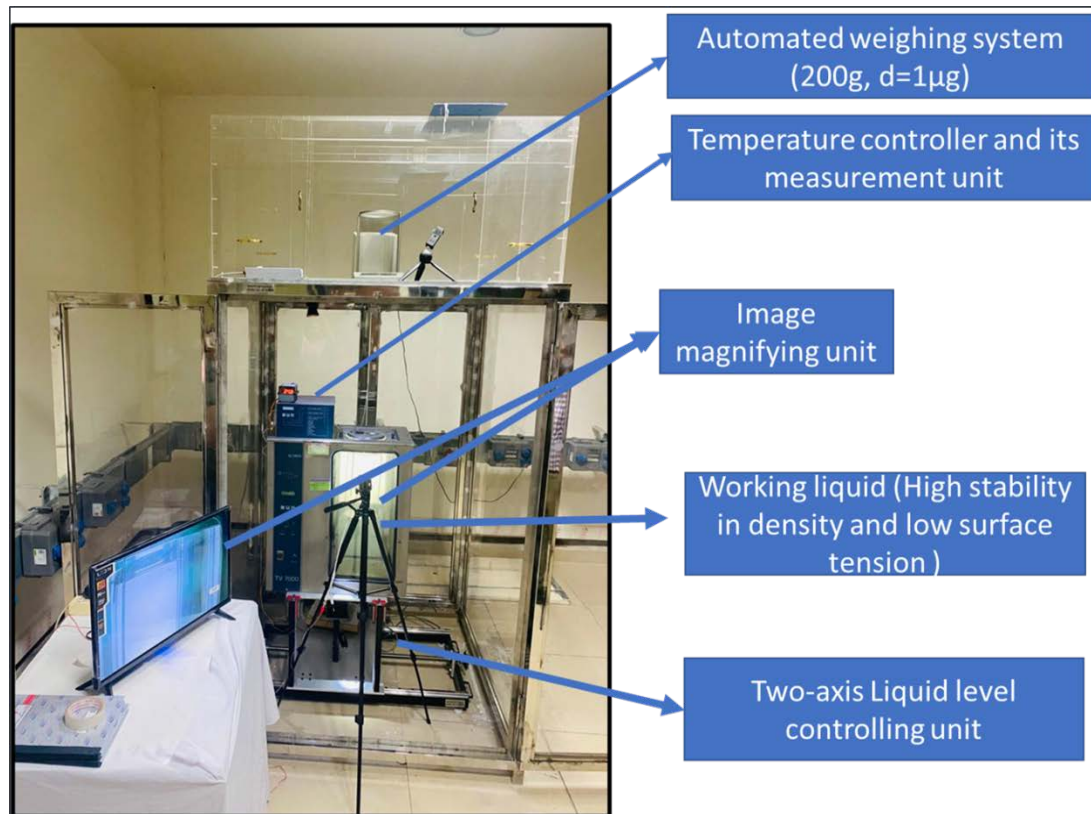 Automated weighing system
(200g, d=1µg)
Temperature controller and its
measurement unit
Image
magnifying unit
Working liquid (High stability
in density and low surface
tension )
Two-axis Liquid level
controlling unit
TV 7000